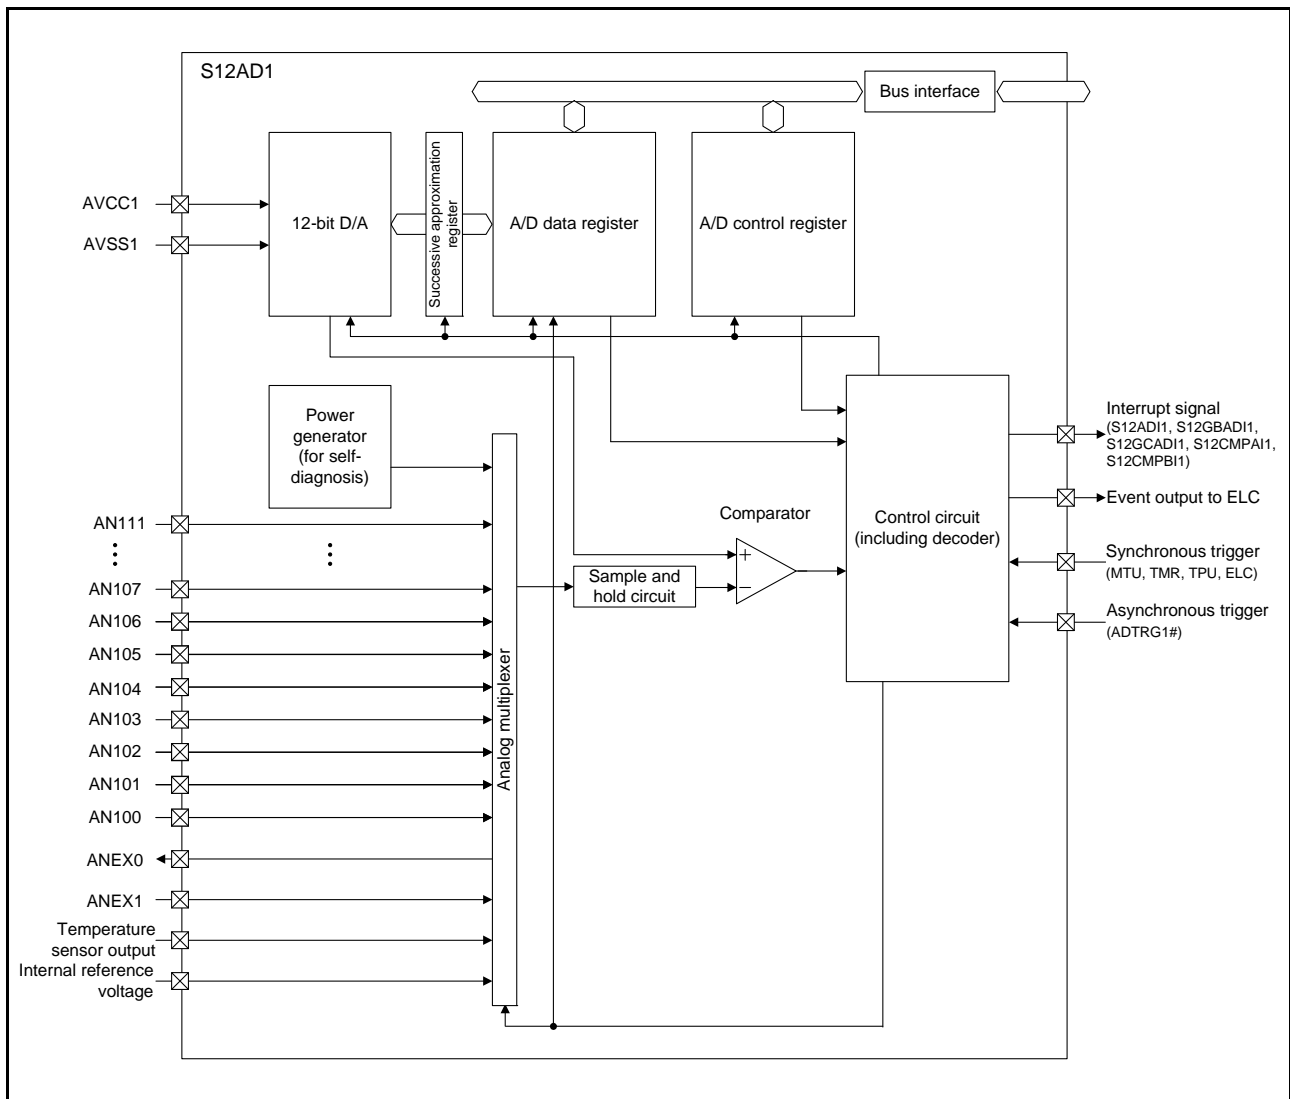 S12AD1
Bus interface
AVCC1
AVSS1
12-bit D/A
Successive approximation
register
A/D data register
A/D control register
Power
generator
(for self-
diagnosis)
Interrupt signal
(S12ADI1, S12GBADI1,
S12GCADI1, S12CMPAI1,
S12CMPBI1)
Event output to ELC
Comparator
Control circuit
(including decoder)
+
−
Sample and
hold circuit
Synchronous trigger
(MTU, TMR, TPU, ELC)
Asynchronous trigger
(ADTRG1#)
Analog multiplexer
AN111
AN107
AN106
AN105
AN104
AN103
AN102
AN101
AN100
ANEX0
ANEX1
Temperature
sensor output
Internal reference
voltage